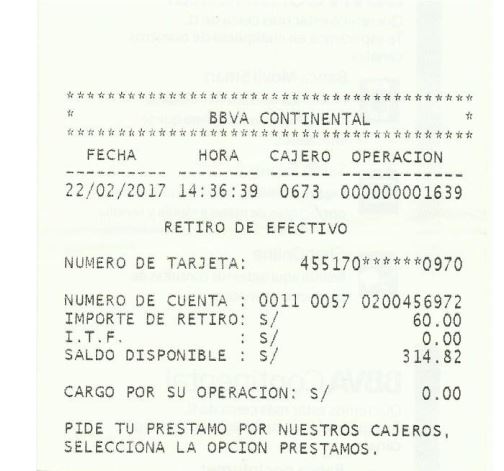 ****************************************
* BBVA CONTINENTAL *
****************************************
FECHA HORA CAJERO OPERACION
---------- -------- ------ ------------
22/02/2017 14:36:39 0673 000000001639
RETIRO DE EFECTIVO
NUMERO DE TARJETA: 455170******0970
NUMERO DE CUENTA : 0011 0057 0200456972
IMPORTE DE RETIRO: S/ 60.00
I.T.F. : S/ 0.00
SALDO DISPONIBLE : S/ 314.82
CARGO POR SU OPERACION: S/ 0.00
PIDE TU PRESTAMO POR NUESTROS CAJEROS,
SELECCIONA LA OPCION PRESTAMOS.